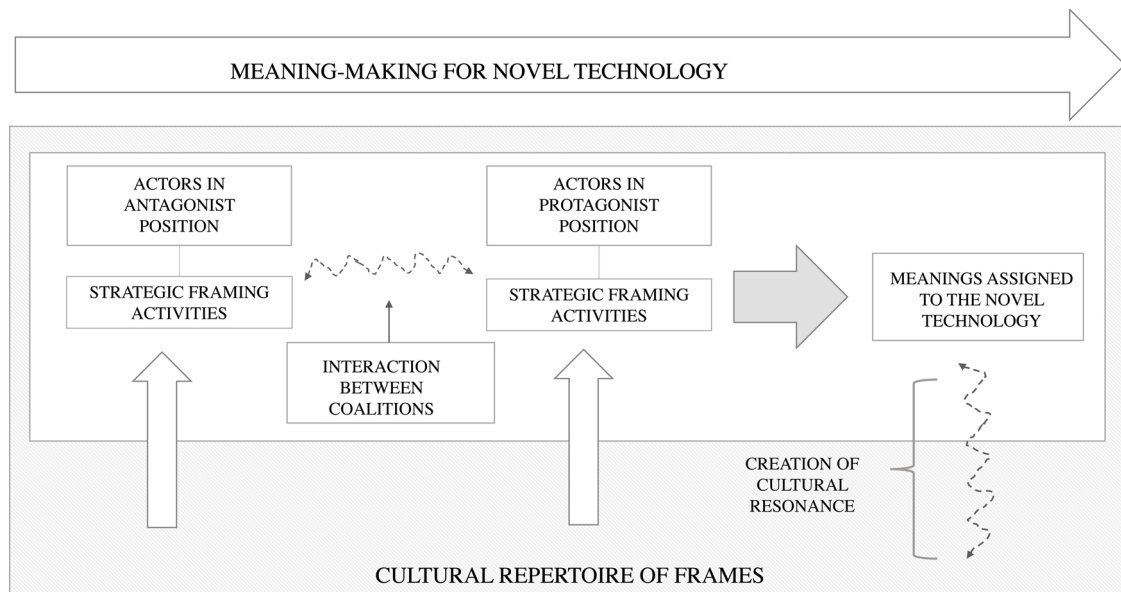 MEANING-MAKING FOR NOVEL TECHNOLOGY
ACTORS IN
ANTAGONIST
POSITION
STRATEGIC FRAMING
ACTIVITIES
INTERACTION
BETWEEN
COALITIONS
ACTORS IN
PROTAGONIST
POSITION
STRATEGIC FRAMING
ACTIVITIES
MEANINGS ASSIGNED
TO THE NOVEL
TECHNOLOGY
CREATION OF
CULTURAL
RESONANCE
CULTURAL REPERTOIRE OF FRAMES